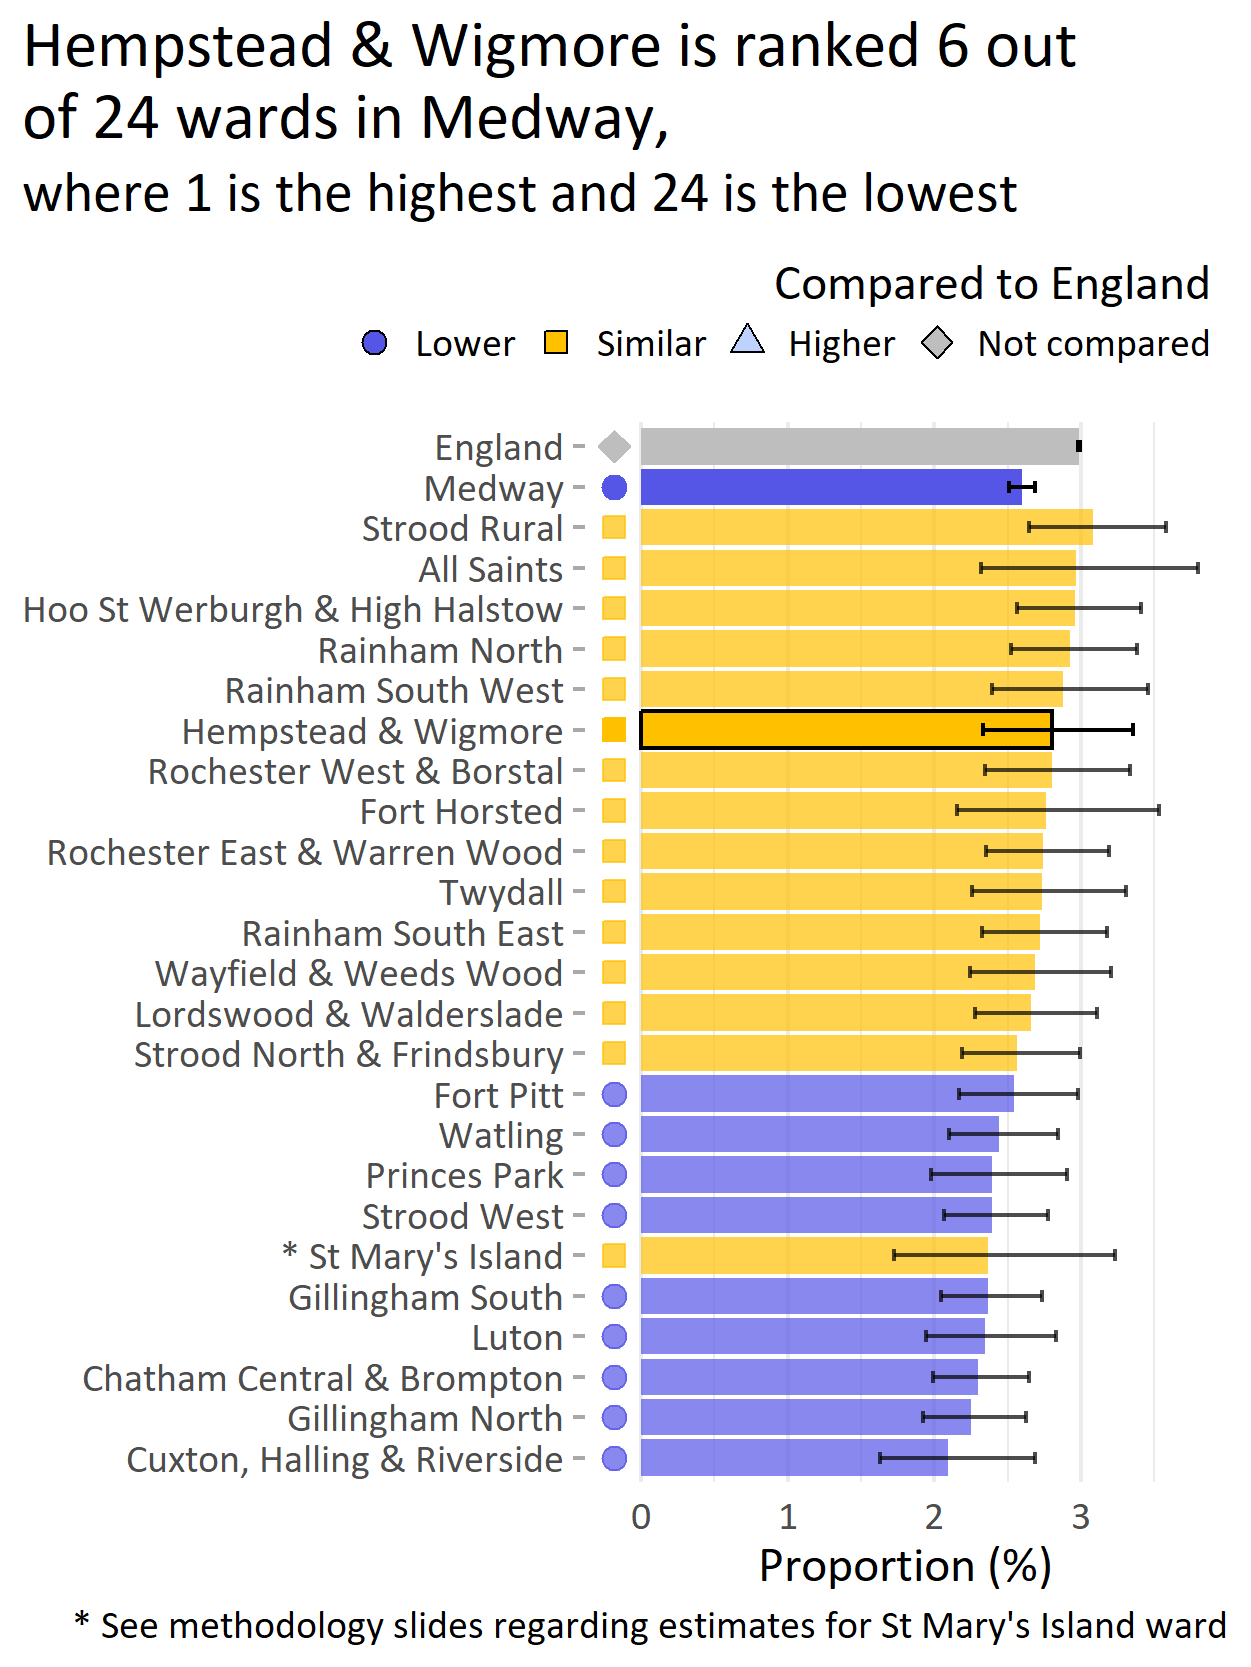 Hempstead & Wigmore is ranked 6 out
of 24 wards in Medway,
where 1 is the highest and 24 is the lowest
Compared to England
Lower Similar Higher Not compared
England
Medway
Strood Rural
All Saints
Hoo St Werburgh & High Halstow
Rainham North
Rainham South West
Hempstead & Wigmore
Rochester West & Borstal
Fort Horsted
Rochester East & Warren Wood
Twydall
Rainham South East
Wayfield & Weeds Wood
Lordswood & Walderslade
Strood North & Frindsbury
Fort Pitt
Watling
Princes Park
Strood West
* St Mary's Island
Gillingham South
Luton
Chatham Central & Brompton
Gillingham North
Cuxton, Halling & Riverside
0 1 2 3
Proportion (%)
* See methodology slides regarding estimates for St Mary's Island ward